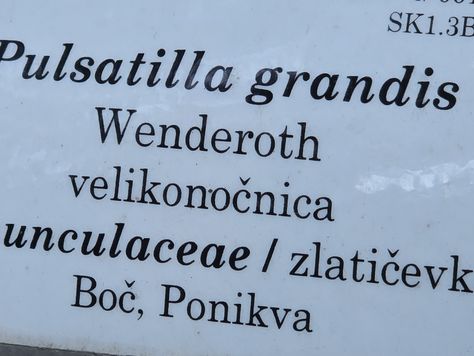 SK1.3B
Pulsatilla grandis
Wenderoth
velikonočnica
unculaceae / zlatičevk
Boč, Ponikva